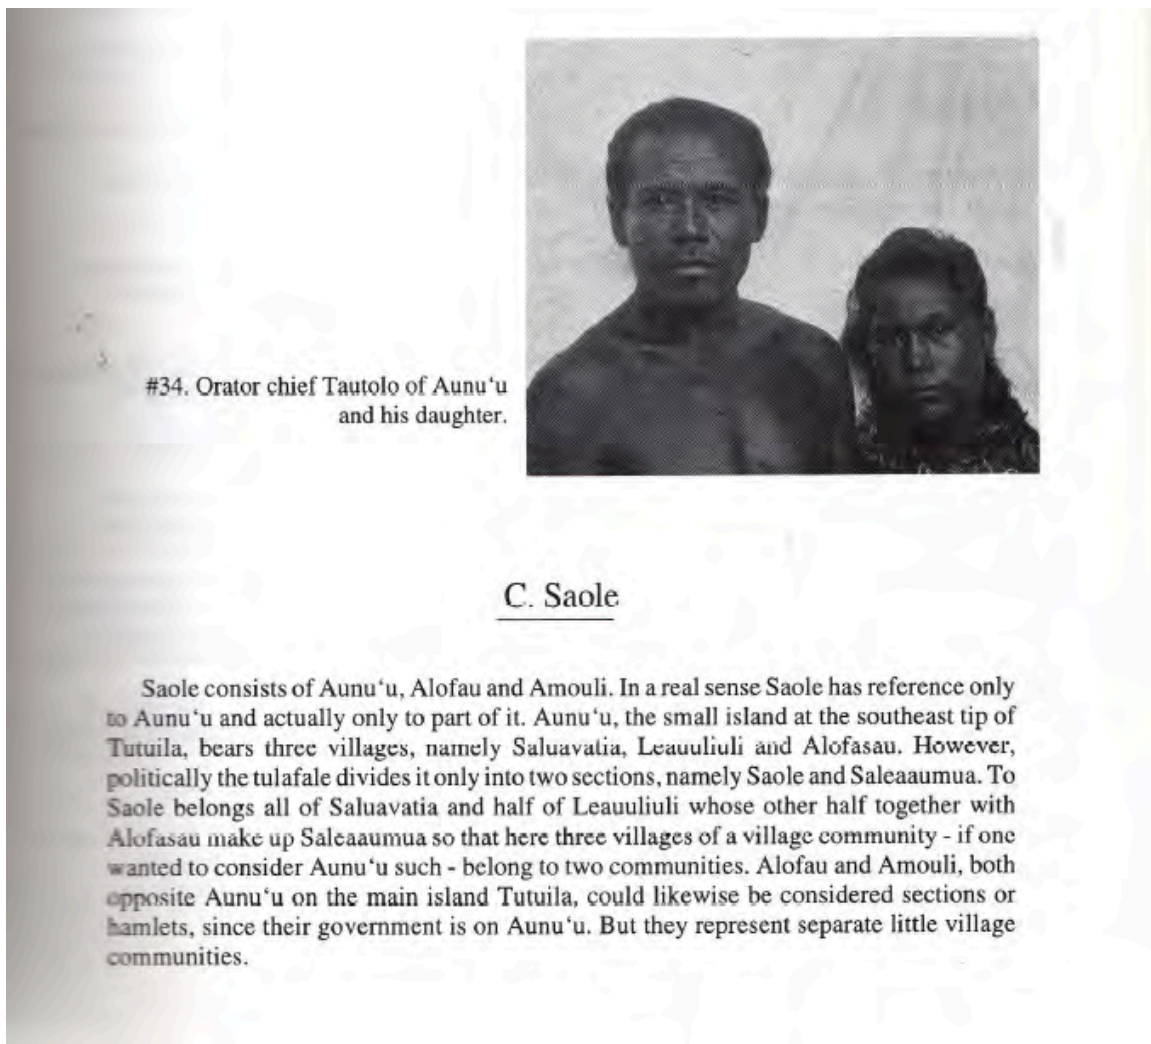 #34. Orator chief Tautolo of Aunu‘u
and his daughter.
C. Saole
Saole consists of Aunu‘u, Alofau and Amouli. In a real sense Saole has reference only
to Aunu‘u and actually only to part of it. Aunu‘u, the small island at the southeast tip of
Tutuila, bears three villages, namely Saluavatia, Leauuliuli and Alofasau. However,
politically the tulafale divides it only into two sections, namely Saole and Saleaaumua. To
Saole belongs all of Saluavatia and half of Leauuliuli whose other half together with
Alofasau make up Saleaaumua so that here three villages of a village community - if one
wanted to consider Aunu‘u such - belong to two communities. Alofau and Amouli, both
opposite Aunu‘u on the main island Tutuila, could likewise be considered sections or
hamlets, since their government is on Aunu‘u. But they represent separate little village
communities.